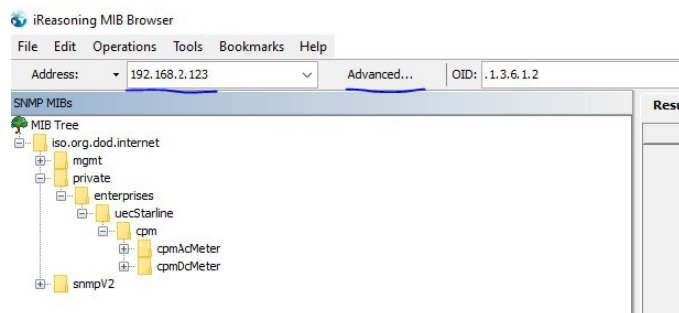 iReasoning MIB Browser
File Edit Operations Tools Bookmarks Help
Address: 192.168.2.123 Advanced... OID: .1.3.6.1.2
SNMP MIBs
MIB Tree
iso.org.dod.internet
mgmt
private
enterprises
uecStarline
cpm
cpmAcMeter
cpmDcMeter
snmpV2